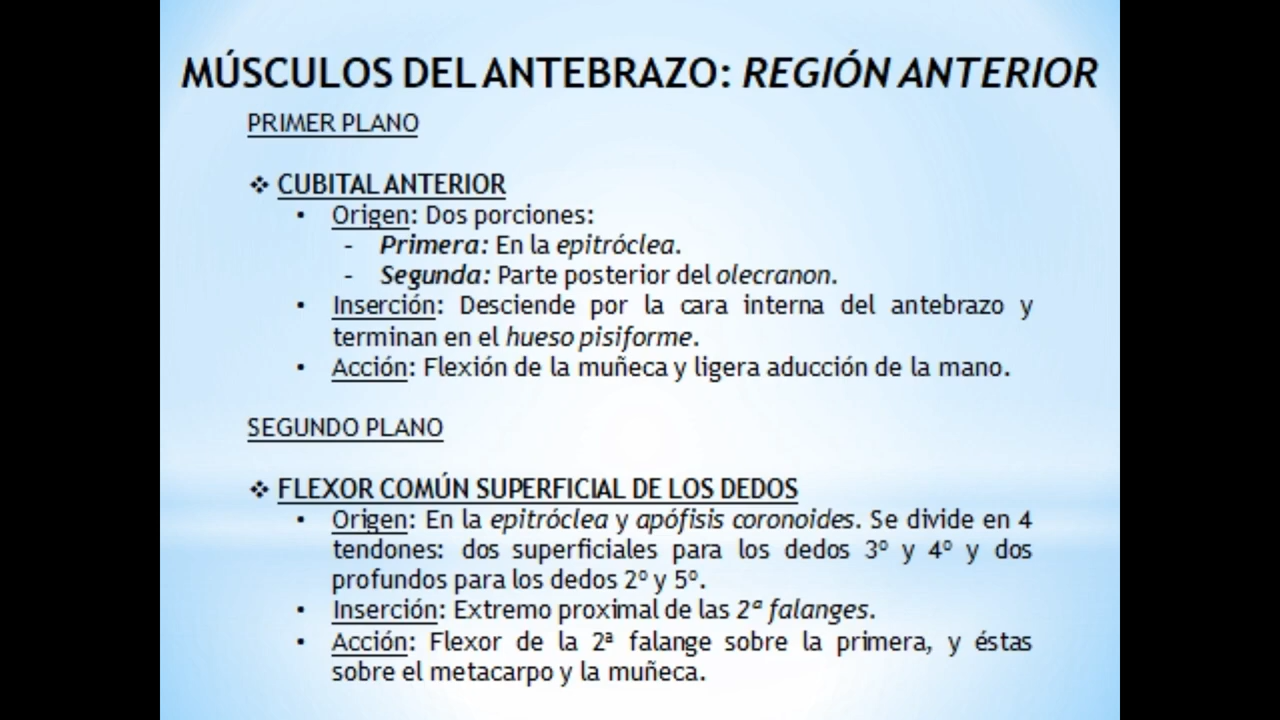 MÚSCULOS DEL ANTEBRAZO: REGIÓN ANTERIOR
PRIMER PLANO
❖ CUBITAL ANTERIOR
• Origen: Dos porciones:
- Primera: En la epitróclea.
- Segunda: Parte posterior del olecranon.
• Inserción: Desciende por la cara interna del antebrazo y
terminan en el hueso pisiforme.
• Acción: Flexión de la muñeca y ligera aducción de la mano.
SEGUNDO PLANO
❖ FLEXOR COMÚN SUPERFICIAL DE LOS DEDOS
• Origen: En la epitróclea y apófisis coronoides. Se divide en 4
tendones: dos superficiales para los dedos 3º y 4º y dos
profundos para los dedos 2º y 5º.
• Inserción: Extremo proximal de las 2ª falanges.
• Acción: Flexor de la 2ª falange sobre la primera, y éstas
sobre el metacarpo y la muñeca.